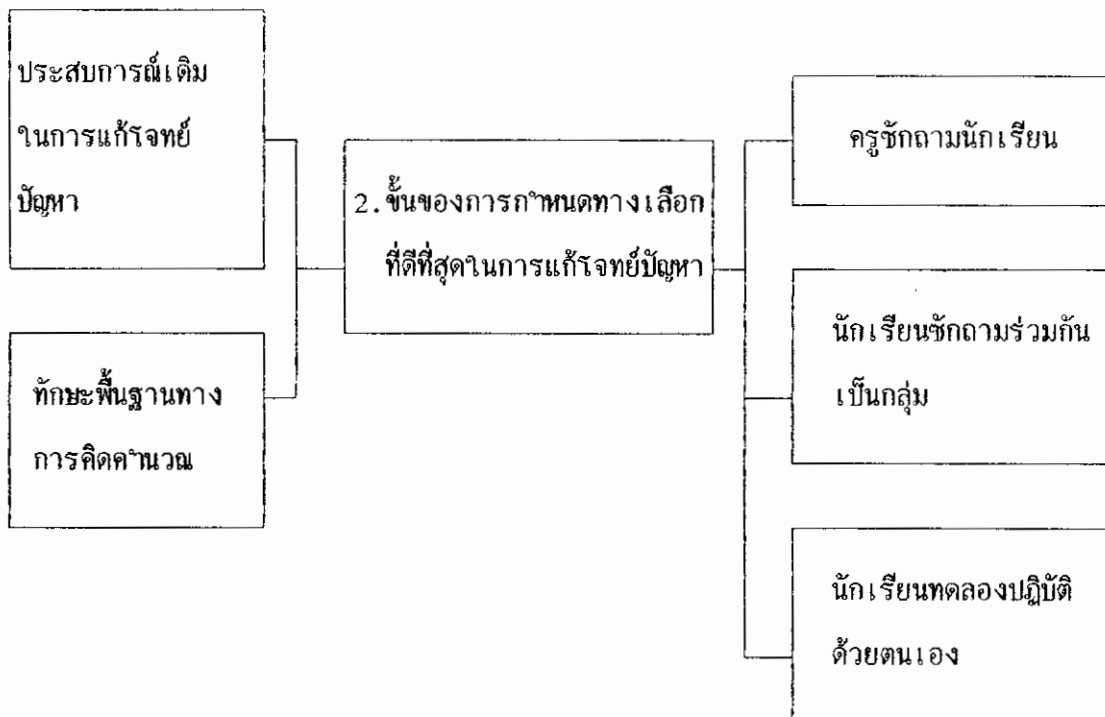 ประสบการณ์เดิม
ในการแก้โจทย์
ปัญหา
ทักษะพื้นฐานทาง
การคิดคำนวณ
2.ขั้นของการกำหนดทางเลือก
ที่ดีที่สุดในการแก้โจทย์ปัญหา
ครูซักถามนักเรียน
นักเรียนซักถามร่วมกัน
เป็นกลุ่ม
นักเรียนทดลองปฏิบัติ
ด้วยตนเอง